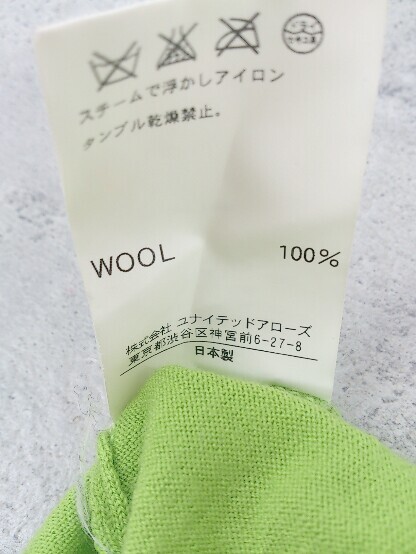 スチームで浮かしアイロン
タンブル乾燥禁止。
WOOL 100%
株式会社 ユナイテッドアローズ
東京都渋谷区神宮前6-27-8
日本製